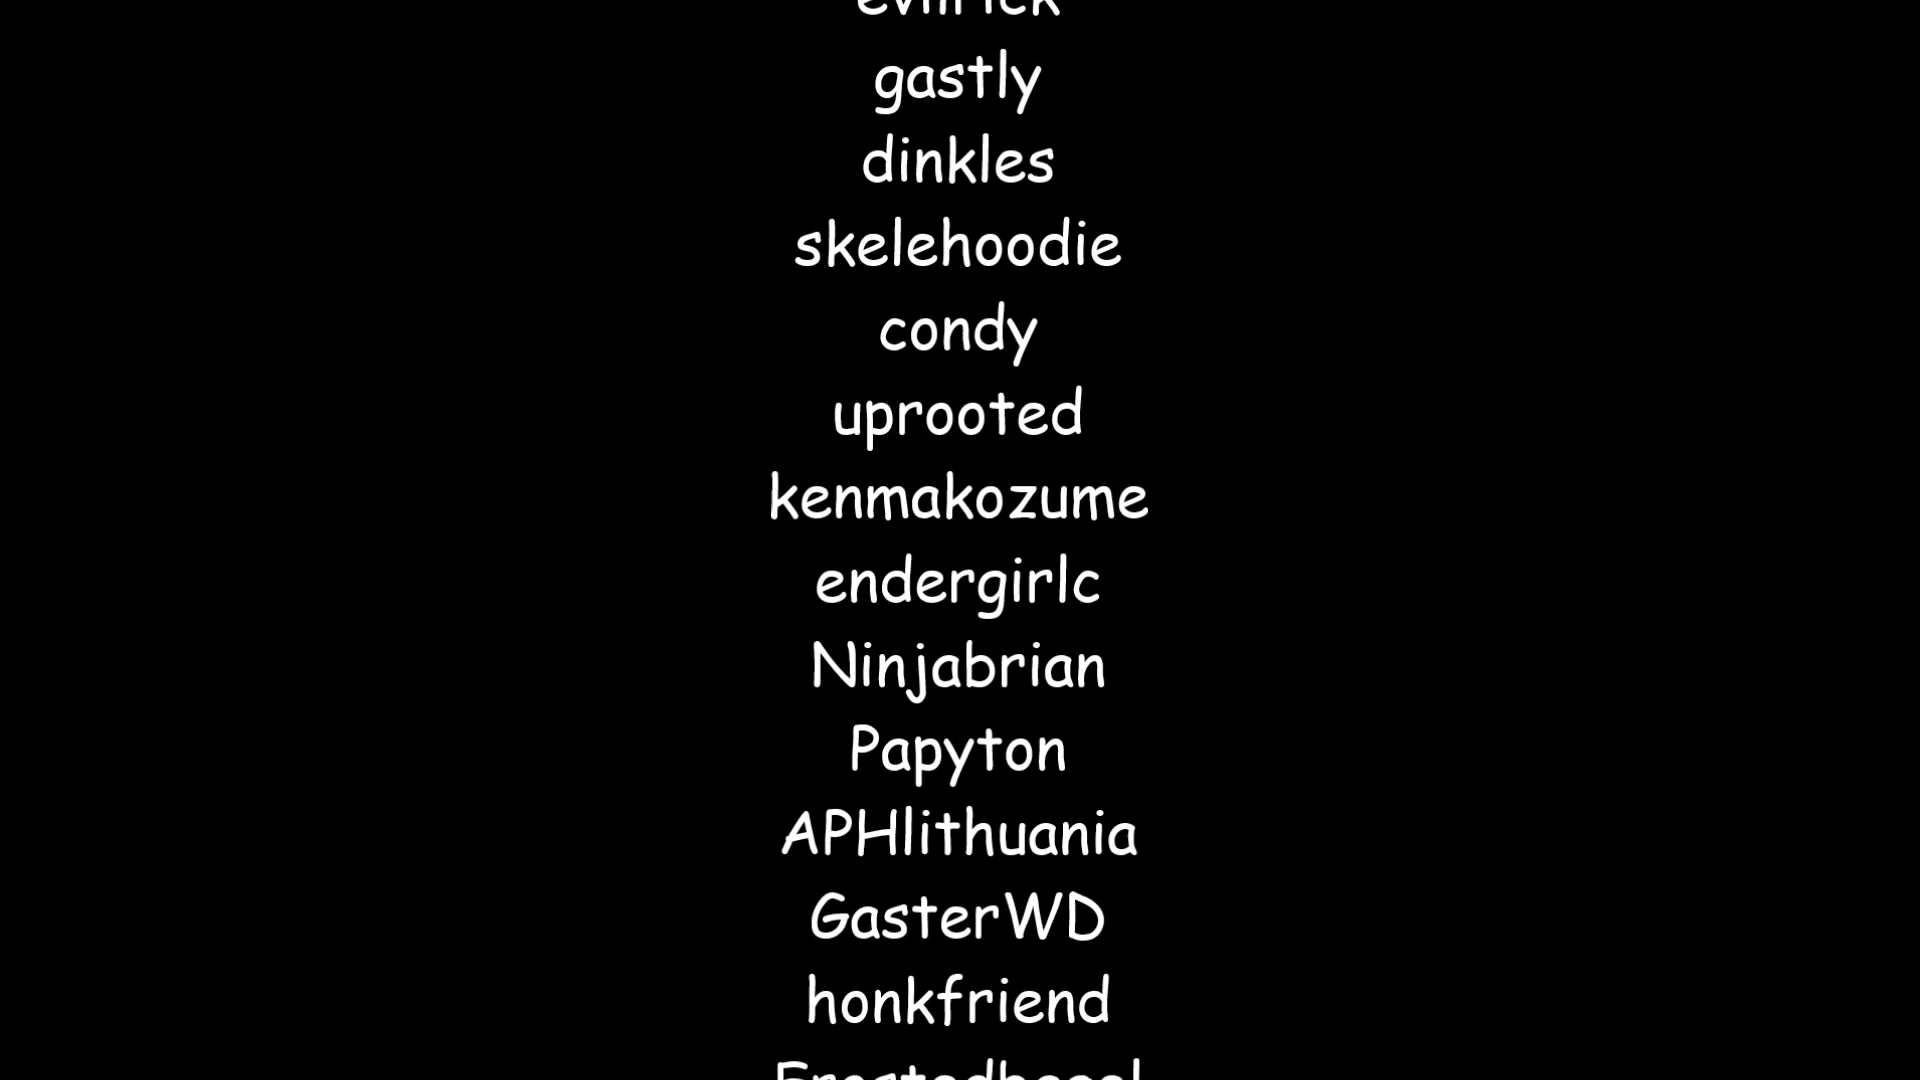 gastly
dinkles
skelehoodie
condy
uprooted
kenmakozume
endergirlc
Ninjabrian
Papyton
APHlithuania
GasterWD
honkfriend